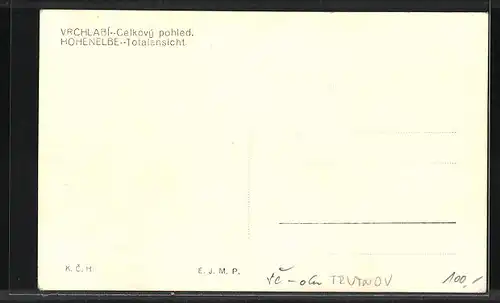 VRCHLABÍ--Celkový pohled.
HOHENELBE--Totalansicht.
K. Č. H.
E. J. M. P.
TRUTNOV
100,-